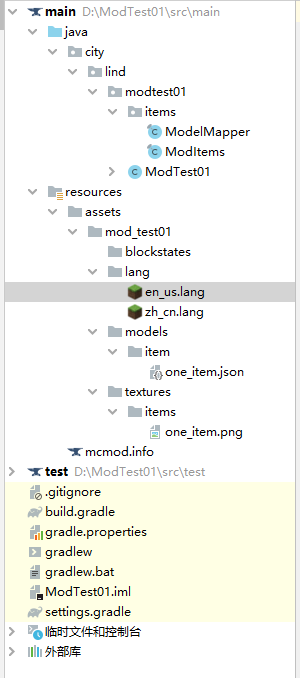 main D:\ModTest01\src\main
java
city
lind
modtest01
items
ModelMapper
ModItems
ModTest01
resources
assets
mod_test01
blockstates
lang
en_us.lang
zh_cn.lang
models
item
one_item.json
textures
items
one_item.png
mcmod.info
test D:\ModTest01\src\test
.gitignore
build.gradle
gradle.properties
gradlew
gradlew.bat
ModTest01.iml
settings.gradle
临时文件和控制台
外部库